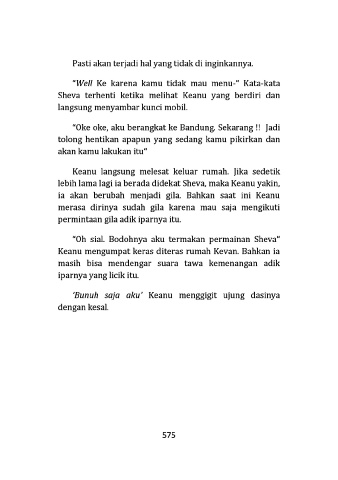 Pasti akan terjadi hal yang tidak di inginkannya.
"Well Ke karena kamu tidak mau menu-" Kata-kata
Sheva terhenti ketika melihat Keanu yang berdiri dan
langsung menyambar kunci mobil.
"Oke oke, aku berangkat ke Bandung. Sekarang !! Jadi
tolong hentikan apapun yang sedang kamu pikirkan dan
akan kamu lakukan itu"
Keanu langsung melesat keluar rumah. Jika sedetik
lebih lama lagi ia berada didekat Sheva, maka Keanu yakin,
ia akan berubah menjadi gila. Bahkan saat ini Keanu
merasa dirinya sudah gila karena mau saja mengikuti
permintaan gila adik iparnya itu.
"Oh sial. Bodohnya aku termakan permainan Sheva"
Keanu mengumpat keras diteras rumah Kevan. Bahkan ia
masih bisa mendengar suara tawa kemenangan adik
iparnya yang licik itu.
'Bunuh saja aku' Keanu menggigit ujung dasinya
dengan kesal.
575